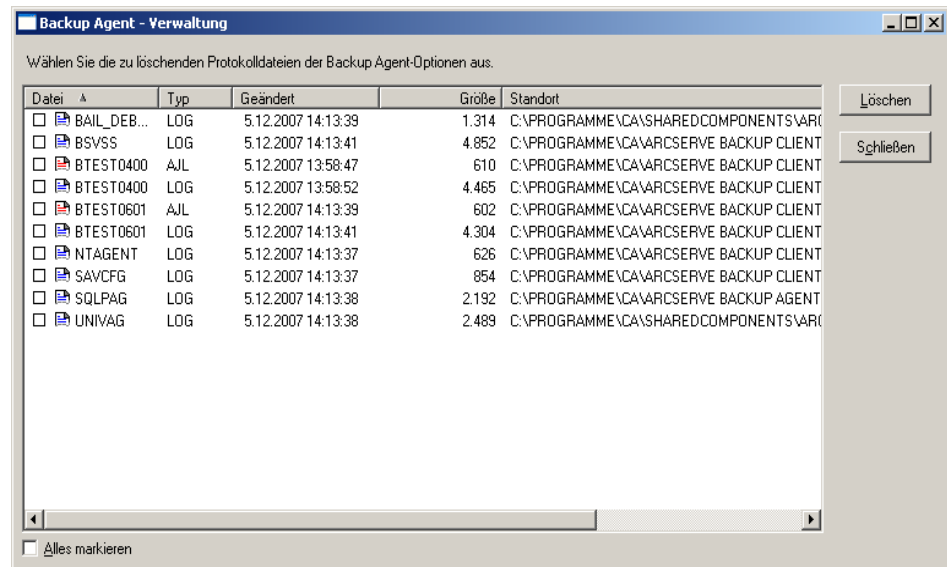 Backup Agent - Verwaltung
Wählen Sie die zu löschenden Protokolldateien der Backup Agent-Optionen aus.
Datei Typ Geändert Größe Standort
BAIL_DEB... LOG 5.12.2007 14:13:39 1.314 C:\PROGRAMME\CA\SHAREDCOMPONENTS\ARC
BSVSS LOG 5.12.2007 14:13:41 4.852 C:\PROGRAMME\CA\ARCSERVE BACKUP CLIENT
BTEST0400 AJL 5.12.2007 13:58:47 610 C:\PROGRAMME\CA\ARCSERVE BACKUP CLIENT
BTEST0400 LOG 5.12.2007 13:58:52 4.465 C:\PROGRAMME\CA\ARCSERVE BACKUP CLIENT
BTEST0601 AJL 5.12.2007 14:13:39 602 C:\PROGRAMME\CA\ARCSERVE BACKUP CLIENT
BTEST0601 LOG 5.12.2007 14:13:41 4.304 C:\PROGRAMME\CA\ARCSERVE BACKUP CLIENT
NTAGENT LOG 5.12.2007 14:13:37 626 C:\PROGRAMME\CA\ARCSERVE BACKUP CLIENT
SAVCFG LOG 5.12.2007 14:13:37 854 C:\PROGRAMME\CA\ARCSERVE BACKUP CLIENT
SQLPAG LOG 5.12.2007 14:13:38 2.192 C:\PROGRAMME\CA\ARCSERVE BACKUP AGENT
UNIVAG LOG 5.12.2007 14:13:38 2.489 C:\PROGRAMME\CA\SHAREDCOMPONENTS\ARC
Löschen
Schließen
Alles markieren